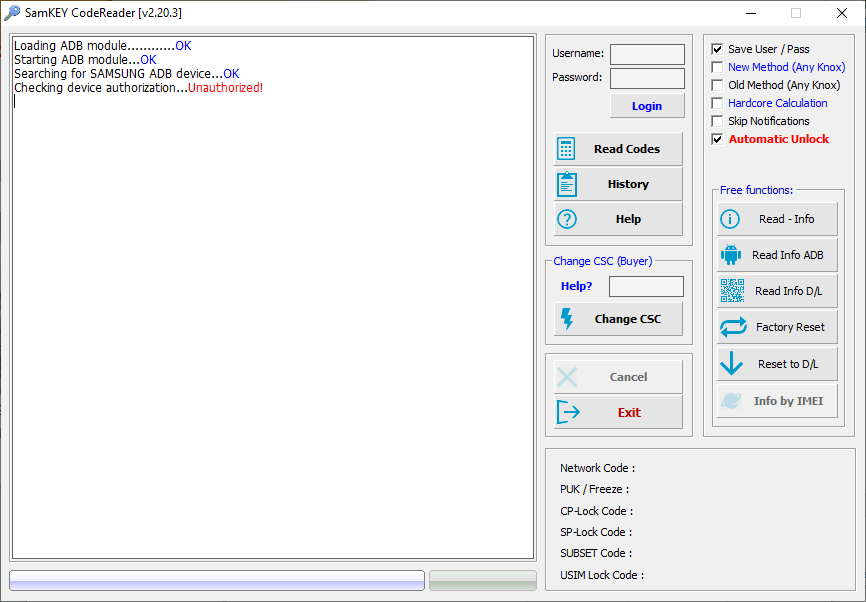 SamKEY CodeReader [v2.20.3]
Loading ADB module...........OK
Starting ADB module...OK
Searching for SAMSUNG ADB device...OK
Checking device authorization...Unauthorized!
Username:
Password:
Login
Read Codes
History
Help
Change CSC (Buyer)
Help?
Change CSC
Cancel
Exit
Save User / Pass
New Method (Any Knox)
Old Method (Any Knox)
Hardcore Calculation
Skip Notifications
Automatic Unlock
Free functions:
Read - Info
Read Info ADB
Read Info D/L
Factory Reset
Reset to D/L
Info by IMEI
Network Code :
PUK / Freeze :
CP-Lock Code :
SP-Lock Code :
SUBSET Code :
USIM Lock Code :